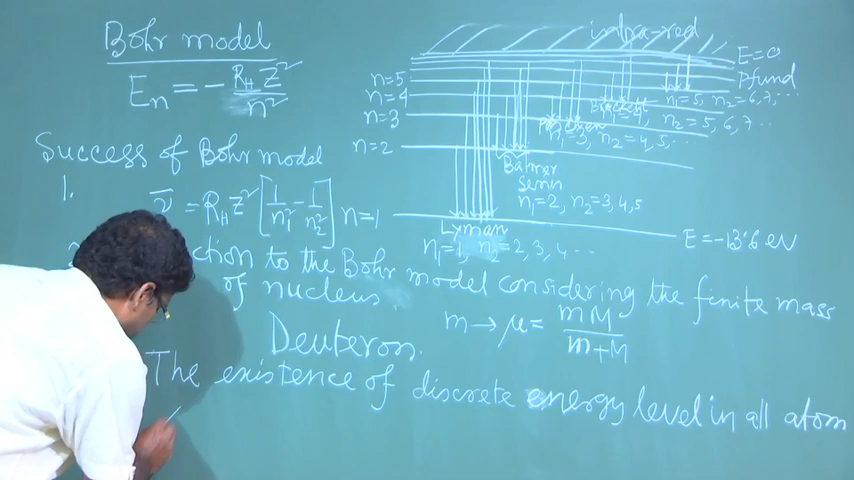 Bohr model
E_n = - R_H Z² / n²
Success of Bohr model
1. ν̄ = R_H Z² [1/n₁² - 1/n₂²]
2. ction to the Bohr model considering the finite mass
of nucleus.
m → μ = mM / m+M
Deuteron.
The existence of discrete energy level in all atom
infra-red
E=0
Pfund
n₁=5, n₂=6, 7, ...
n=5
n=4
n=3
n=2
n=1
Brackett
n₁=4, n₂=5, 6, 7...
Paschen
n₁=3, n₂=4, 5, ...
Balmer
n₁=2, n₂=3, 4, 5
Lyman
n₁=1, n₂=2, 3, 4...
E=-13.6 eV